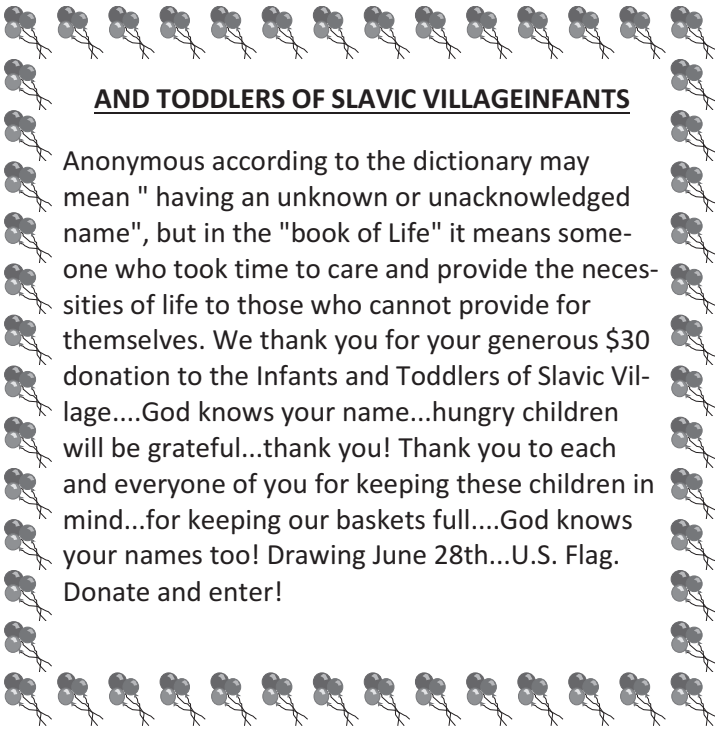 AND TODDLERS OF SLAVIC VILLAGEINFANTS
Anonymous according to the dictionary may
mean " having an unknown or unacknowledged
name", but in the "book of Life" it means some-
one who took time to care and provide the neces-
sities of life to those who cannot provide for
themselves. We thank you for your generous $30
donation to the Infants and Toddlers of Slavic Vil-
lage....God knows your name...hungry children
will be grateful...thank you! Thank you to each
and everyone of you for keeping these children in
mind...for keeping our baskets full....God knows
your names too! Drawing June 28th...U.S. Flag.
Donate and enter!